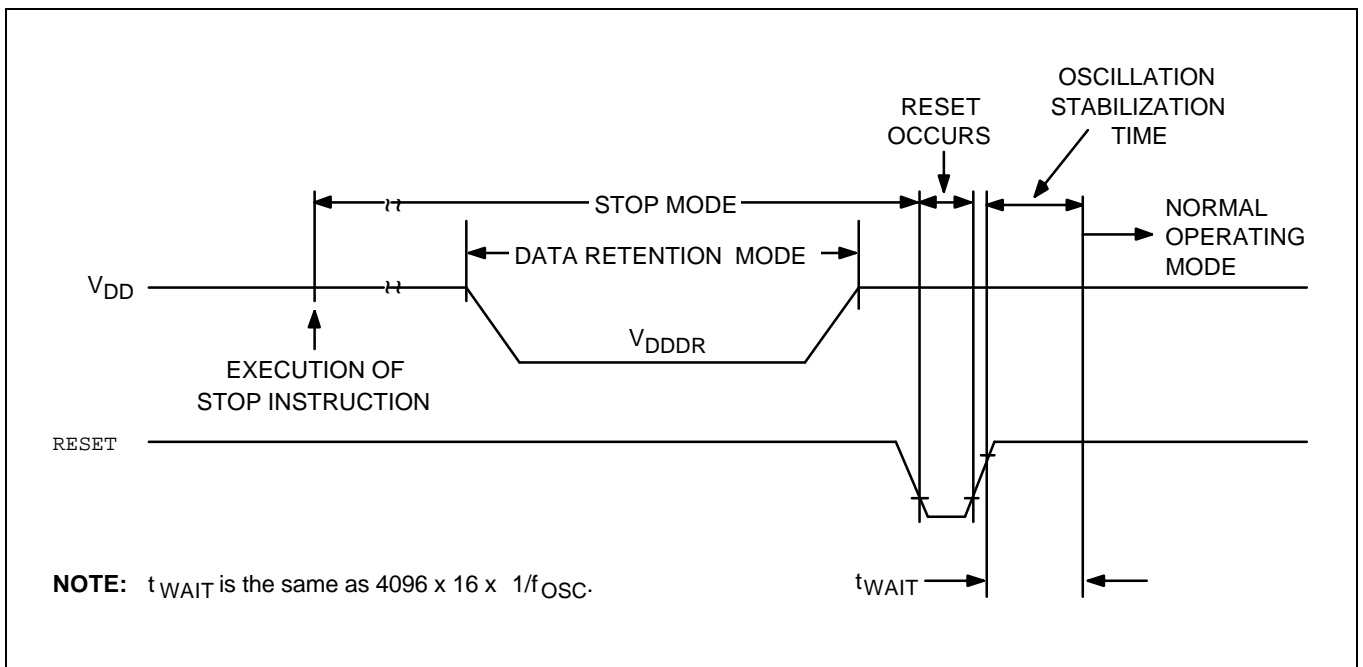 OSCILLATION
STABILIZATION
TIME
RESET
OCCURS
STOP MODE
NORMAL
OPERATING
MODE
DATA RETENTION MODE
VDD
VDDDR
EXECUTION OF
STOP INSTRUCTION
RESET
NOTE: t WAIT is the same as 4096 x 16 x 1/fOSC.
tWAIT